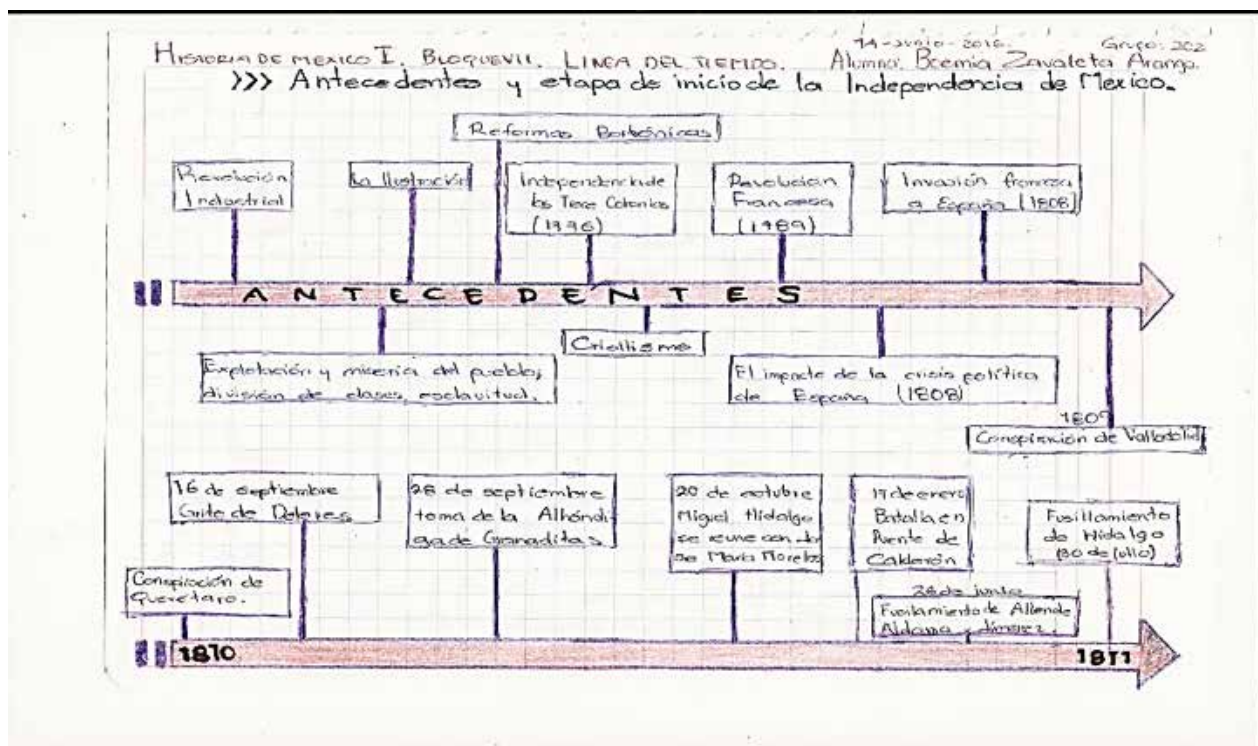 14-Junio-2016. Grupo: 202
HISTORIA DE MEXICO I. BLOQUE VII. LINEA DEL TIEMPO. Alumna: Zavaleta Arango.
>>> Antecedentes y etapa de inicio de la Independencia de Mexico.
Reformas Borbónicas
Revolución
Industrial
La Ilustración
Independencia de
las Trece Colonias
(1776)
Revolución
Francesa
(1789)
Invasión francesa
a España (1808)
ANTECEDENTES
Explotación y miseria del pueblo,
división de clases, esclavitud.
Criollismo
El impacto de la crisis política
de España (1808)
1809
Conspiración de Valladolid
16 de septiembre
Grito de Dolores
28 de septiembre
toma de la Alhóndi
ga de Granaditas
20 de octubre
Miguel Hidalgo
se reune con Jo
se María Morelos
17 de enero
Batalla en
Puente de
Calderón
Fusilamiento
de Hidalgo
(30 de julio)
Conspiración de
Querétaro.
26 de junio
Fusilamiento de Allende
Aldama y Jimenez.
1810
1811